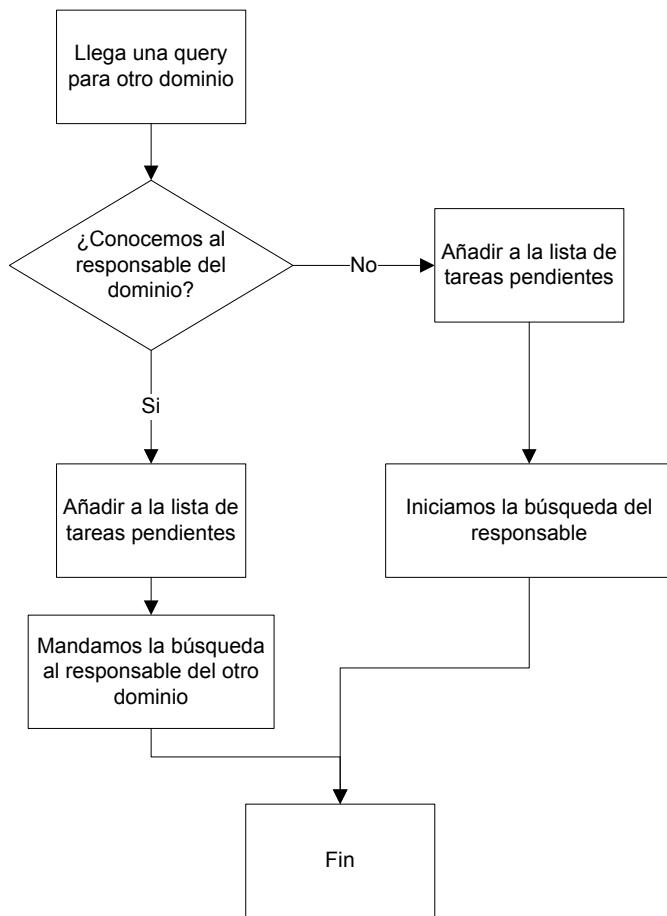 Llega una query
para otro dominio
¿Conocemos al
responsable del
dominio?
No
Añadir a la lista de
tareas pendientes
Si
Añadir a la lista de
tareas pendientes
Iniciamos la búsqueda del
responsable
Mandamos la búsqueda
al responsable del otro
dominio
Fin